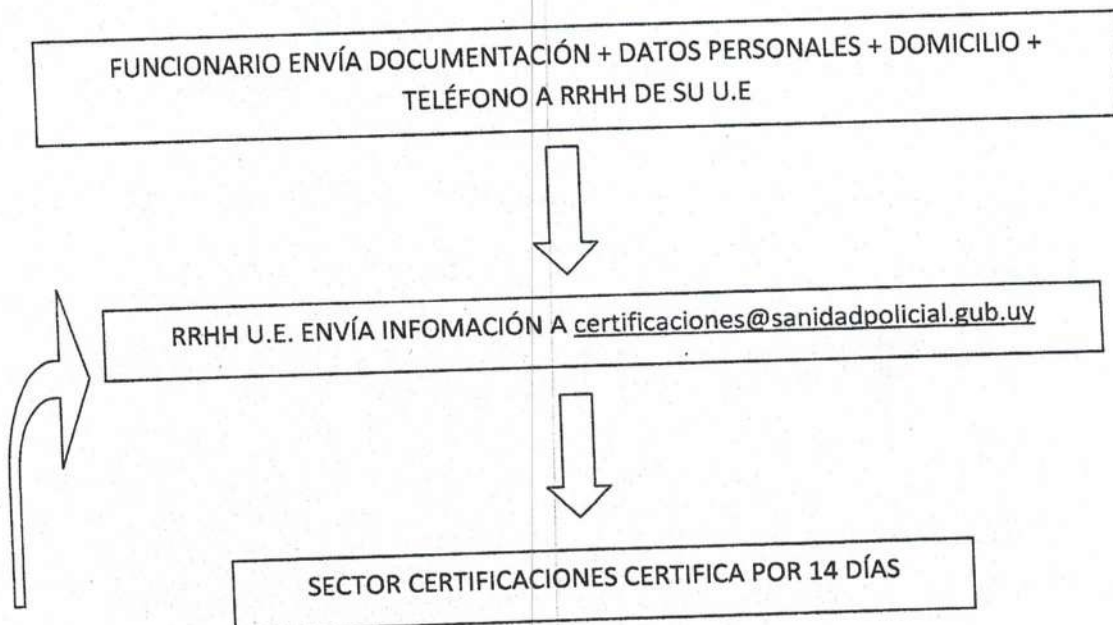 FUNCIONARIO ENVÍA DOCUMENTACIÓN + DATOS PERSONALES + DOMICILIO +
TELÉFONO A RRHH DE SU U.E
RRHH U.E. ENVÍA INFOMACIÓN A certificaciones@sanidadpolicial.gub.uy
SECTOR CERTIFICACIONES CERTIFICA POR 14 DÍAS